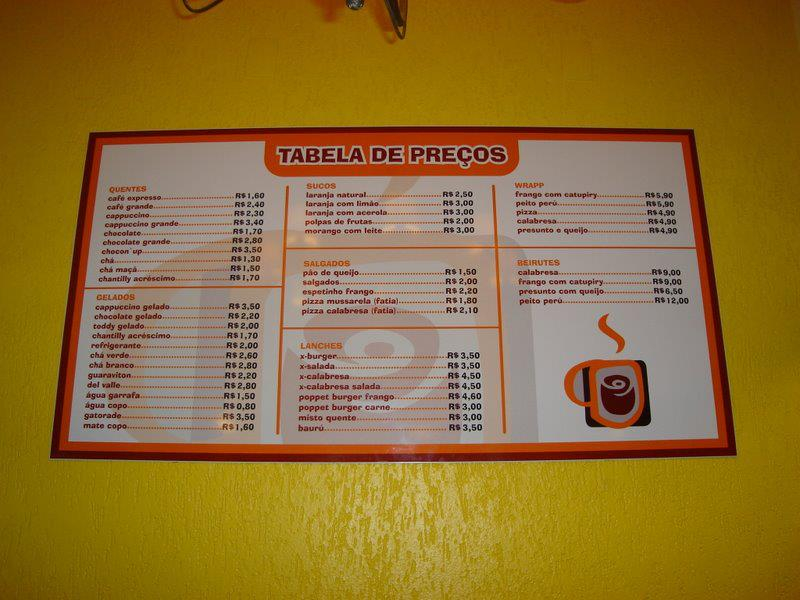 TABELA DE PREÇOS
QUENTES
café expresso R$1,60
café grande R$2,40
cappuccino R$2,30
cappuccino grande R$3,40
chocolate R$1,70
chocolate grande R$2,80
chocon´up R$3,50
chá R$1,30
chá maçã R$1,50
chantilly acréscimo R$1,70
GELADOS
cappuccino gelado R$3,50
chocolate gelado R$2,20
toddy gelado R$2,00
chantilly acréscimo R$1,70
refrigerante R$2,00
chá verde R$2,60
chá branco R$2,80
guaraviton R$2,20
del valle R$2,80
água garrafa R$1,50
água copo R$0,80
gatorade R$3,50
mate copo R$1,60
SUCOS
laranja natural R$2,50
laranja com limão R$3,00
laranja com acerola R$3,00
polpas de frutas R$2,00
morango com leite R$3,00
SALGADOS
pão de queijo R$1,50
salgados R$2,00
espetinho frango R$2,20
pizza mussarela (fatia) R$1,80
pizza calabresa (fatia) R$2,10
LANCHES
x-burger R$3,50
x-salada R$3,50
x-calabresa R$4,50
x-calabresa salada R$4,50
poppet burger frango R$4,60
poppet burger carne R$3,00
misto quente R$3,00
baurú R$3,50
WRAPP
frango com catupiry R$5,90
peito perú R$5,90
pizza R$4,90
calabresa R$4,90
presunto e queijo R$4,90
BEIRUTES
calabresa R$9,00
frango com catupiry R$9,00
presunto com queijo R$6,50
peito perú R$12,00